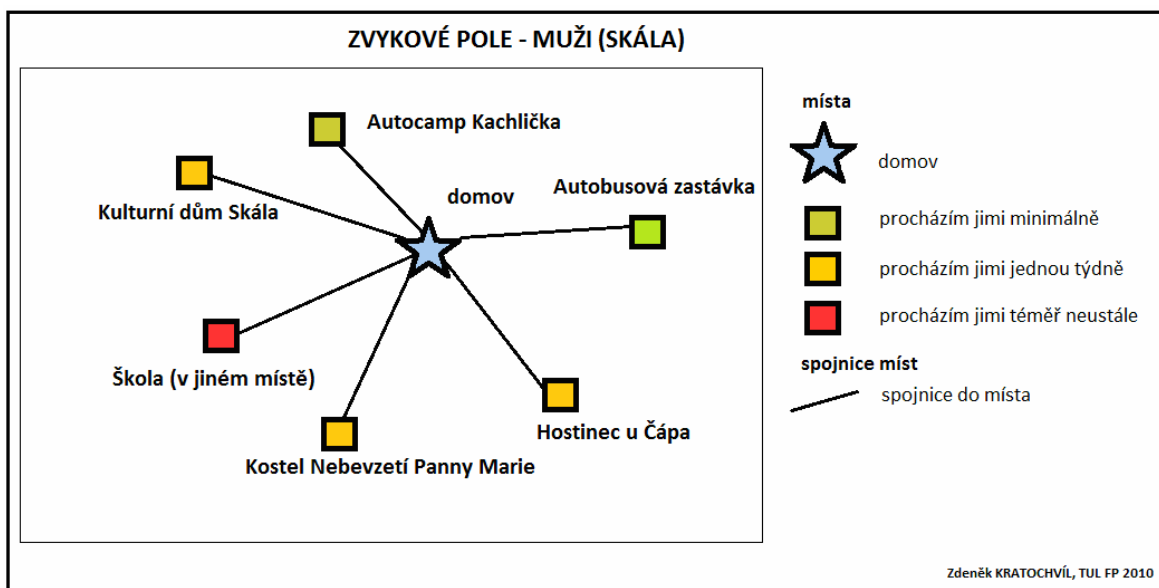 ZVYKOVÉ POLE - MUŽI (SKÁLA)
Autocamp Kachlička
Kulturní dům Skála
domov
Autobusová zastávka
Škola (v jiném místě)
Hostinec u Čápa
Kostel Nebevzetí Panny Marie
místa
domov
procházím jimi minimálně
procházím jimi jednou týdně
procházím jimi téměř neustále
spojnice míst
spojnice do místa
Zdeněk KRATOCHVÍL, TUL FP 2010